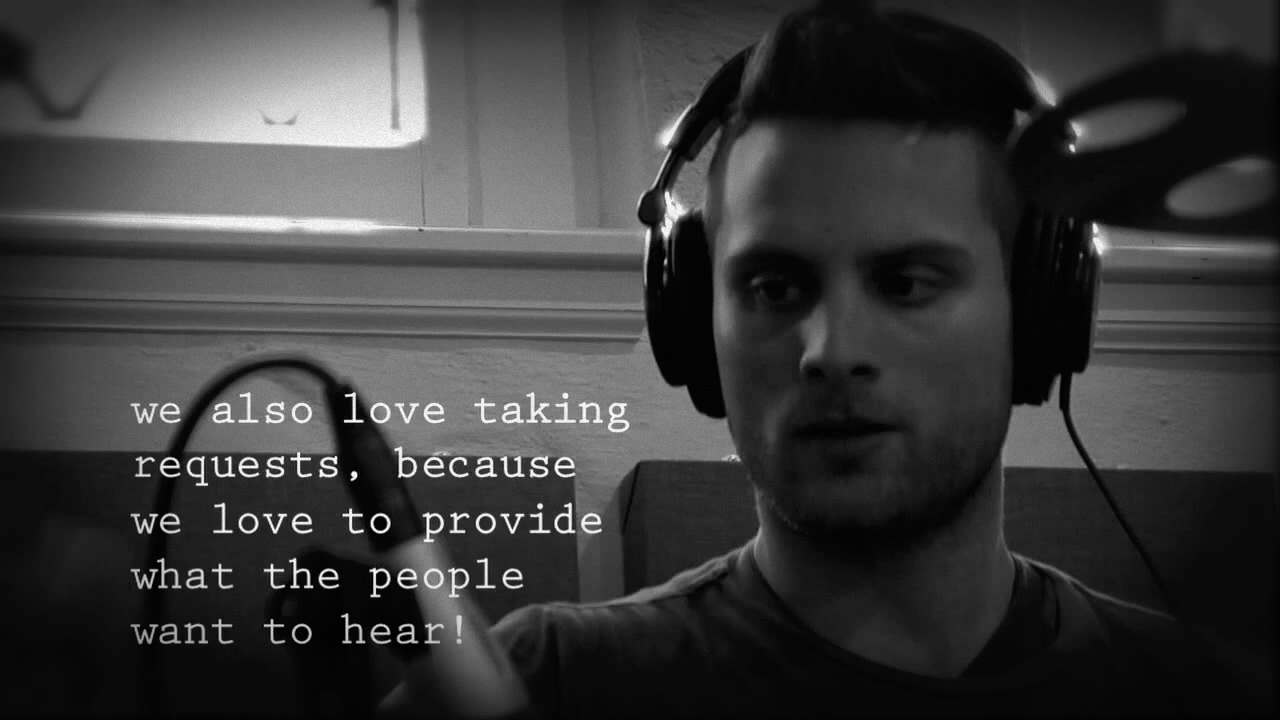 we also love taking
requests, because
we love to provide
what the people
want to hear!